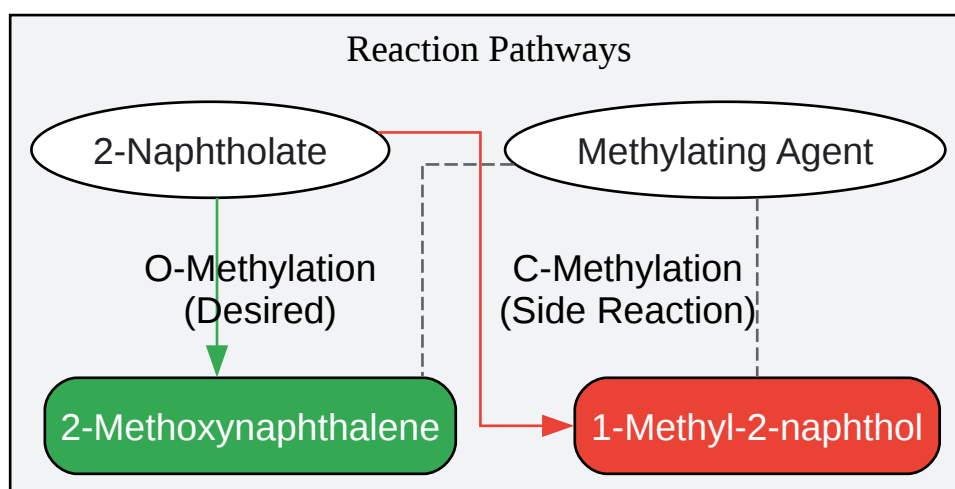 Reaction Pathways
2-Naphtholate
Methylating Agent
O-Methylation
(Desired)
C-Methylation
(Side Reaction)
2-Methoxynaphthalene
1-Methyl-2-naphthol